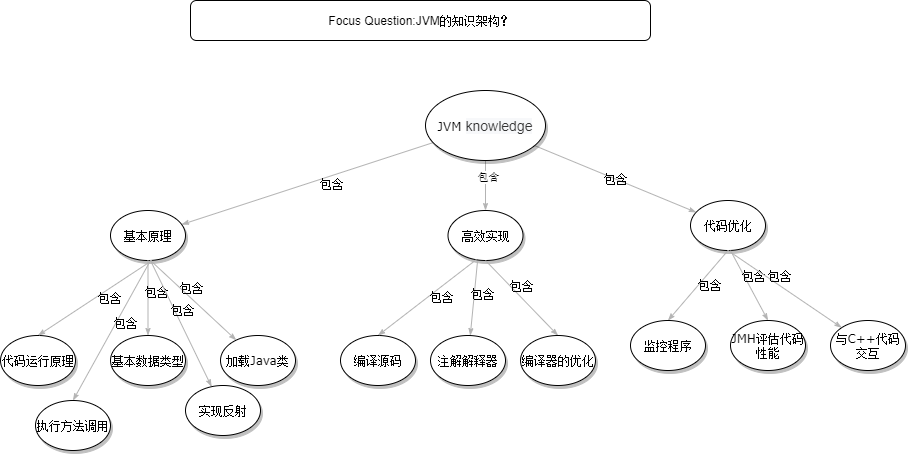 Focus Question:JVM的知识架构？
JVM knowledge
包含
包含
包含
基本原理
高效实现
代码优化
包含
包含
包含
包含
包含
包含
包含
包含
包含
包含
包含
代码运行原理
基本数据类型
加载Java类
编译源码
注解解释器
编译器的优化
监控程序
JMH评估代码
性能
与C++代码
交互
执行方法调用
实现反射